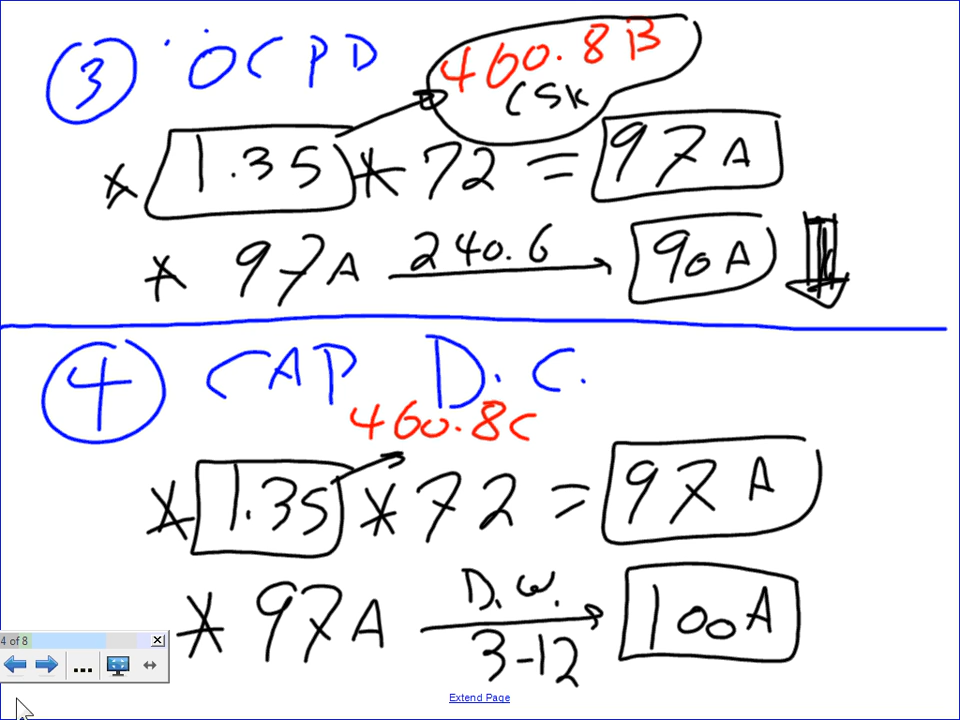 ③ OCPD 460.8B
CSK
* 1.35 * 72 = 97A
* 97A 240.6 90A
④ CAP D.C.
460.8C
* 1.35 * 72 = 97A
* 97A D.W. 3-12 100A
4 of 8
...
Extend Page